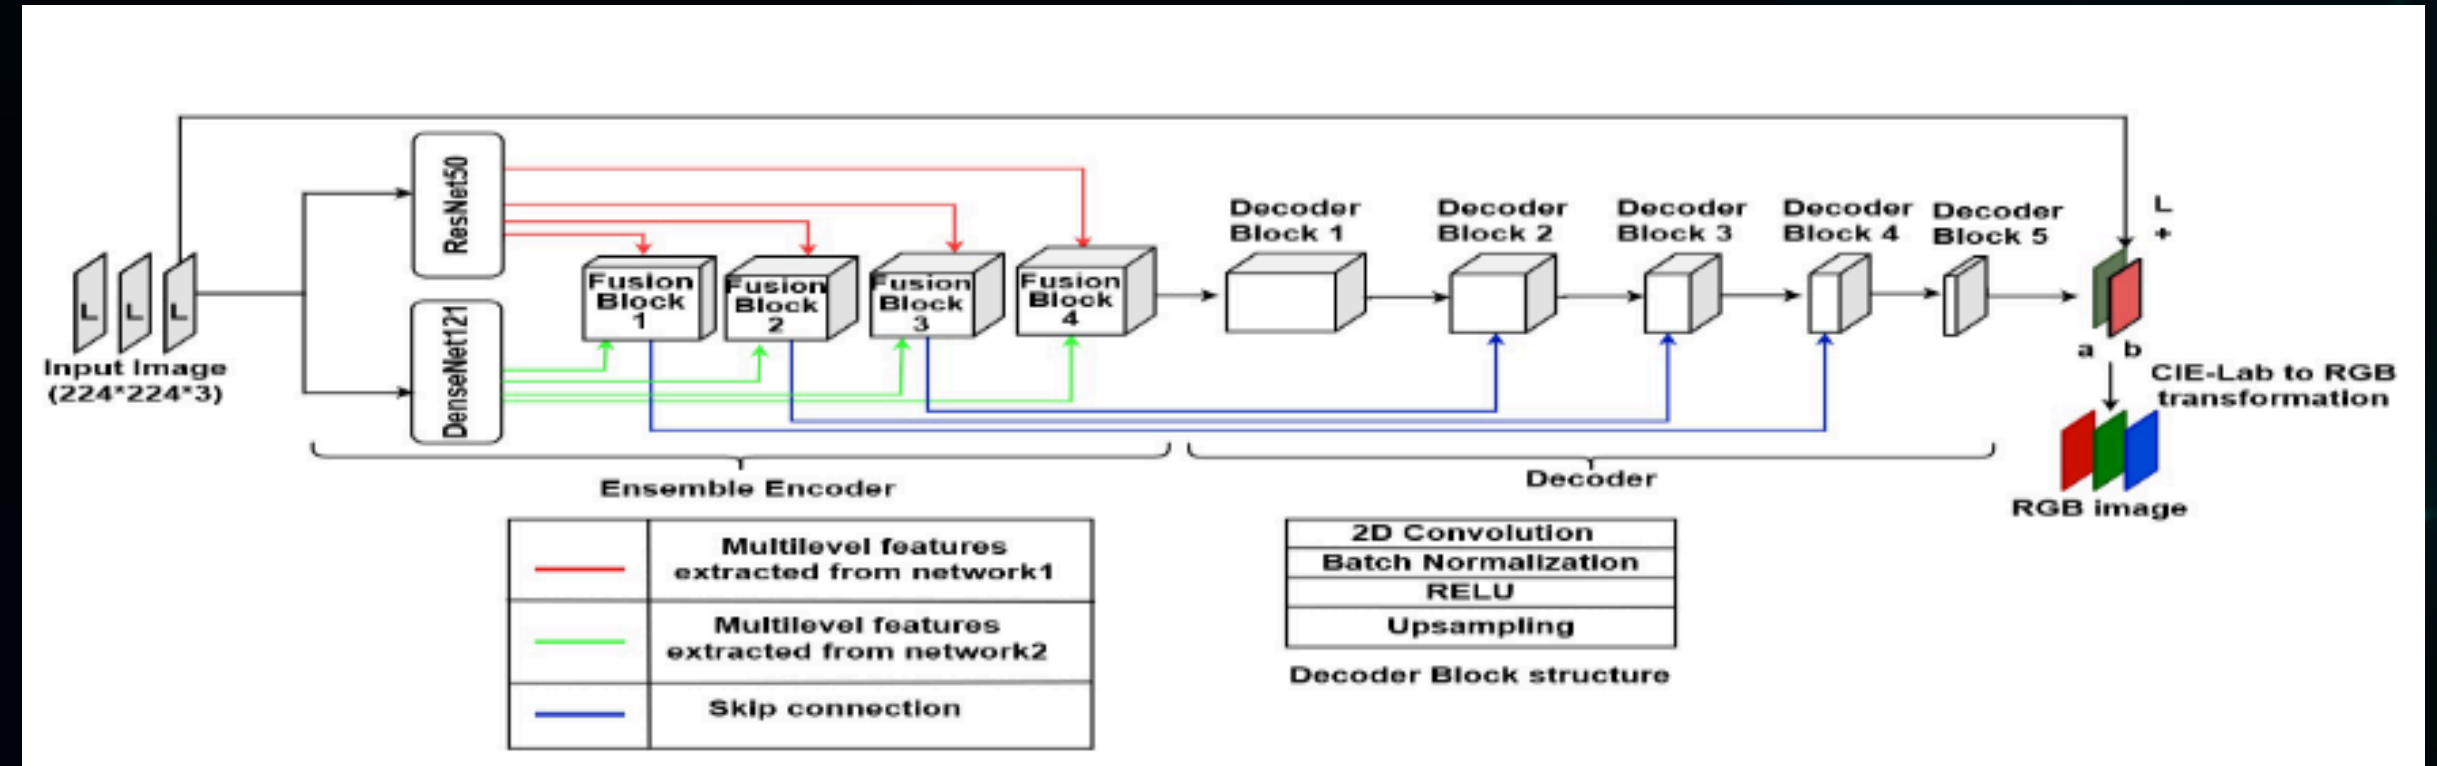 L
L
L
Input Image
(224*224*3)
ResNet50
DenseNet121
Fusion
Block
1
Fusion
Block
2
Fusion
Block
3
Fusion
Block
4
Ensemble Encoder
Decoder
Block 1
Decoder
Block 2
Decoder
Block 3
Decoder
Block 4
Decoder
Block 5
Decoder
L
+
a b
CIE-Lab to RGB
transformation
RGB image
Multilevel features
extracted from network1
Multilevel features
extracted from network2
Skip connection
2D Convolution
Batch Normalization
RELU
Upsampling
Decoder Block structure